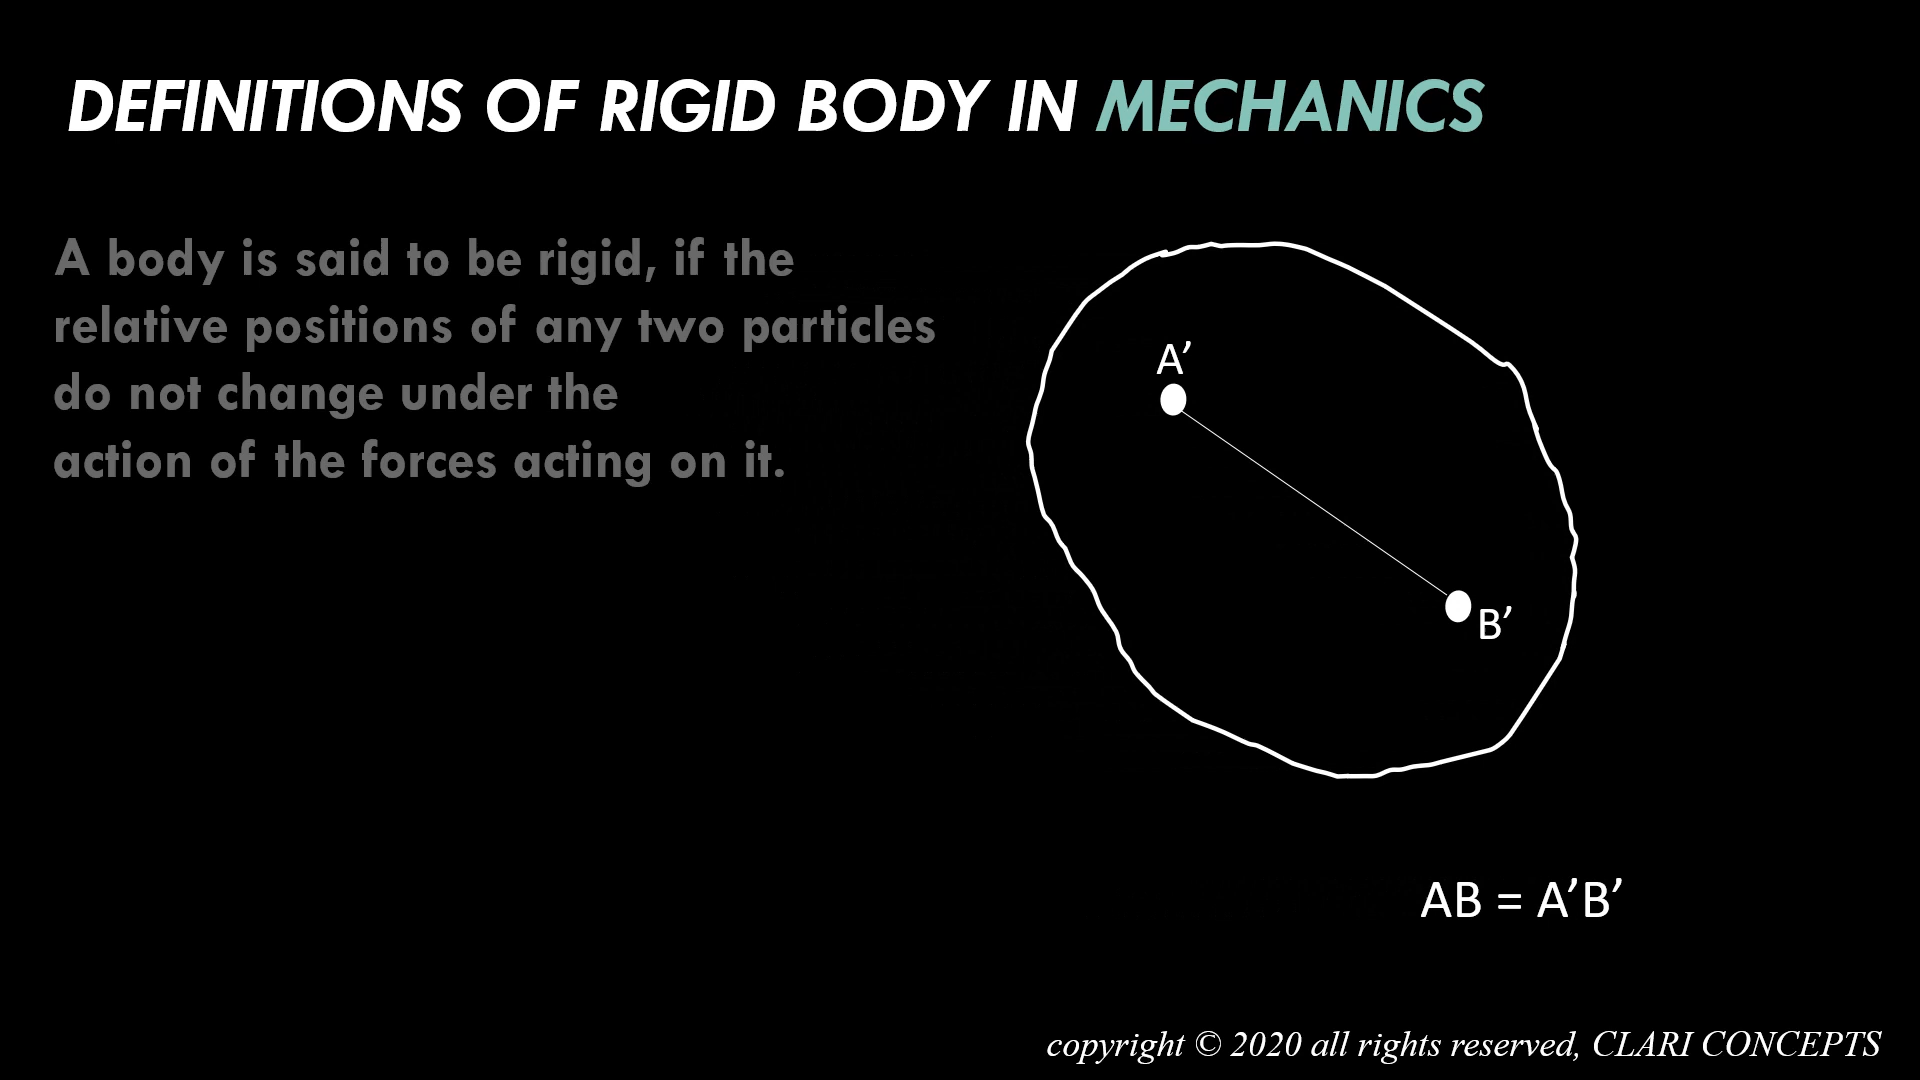 DEFINITIONS OF RIGID BODY IN MECHANICS
A body is said to be rigid, if the
relative positions of any two particles
do not change under the
action of the forces acting on it.
A’
B’
AB = A’B’
copyright © 2020 all rights reserved, CLARI CONCEPTS